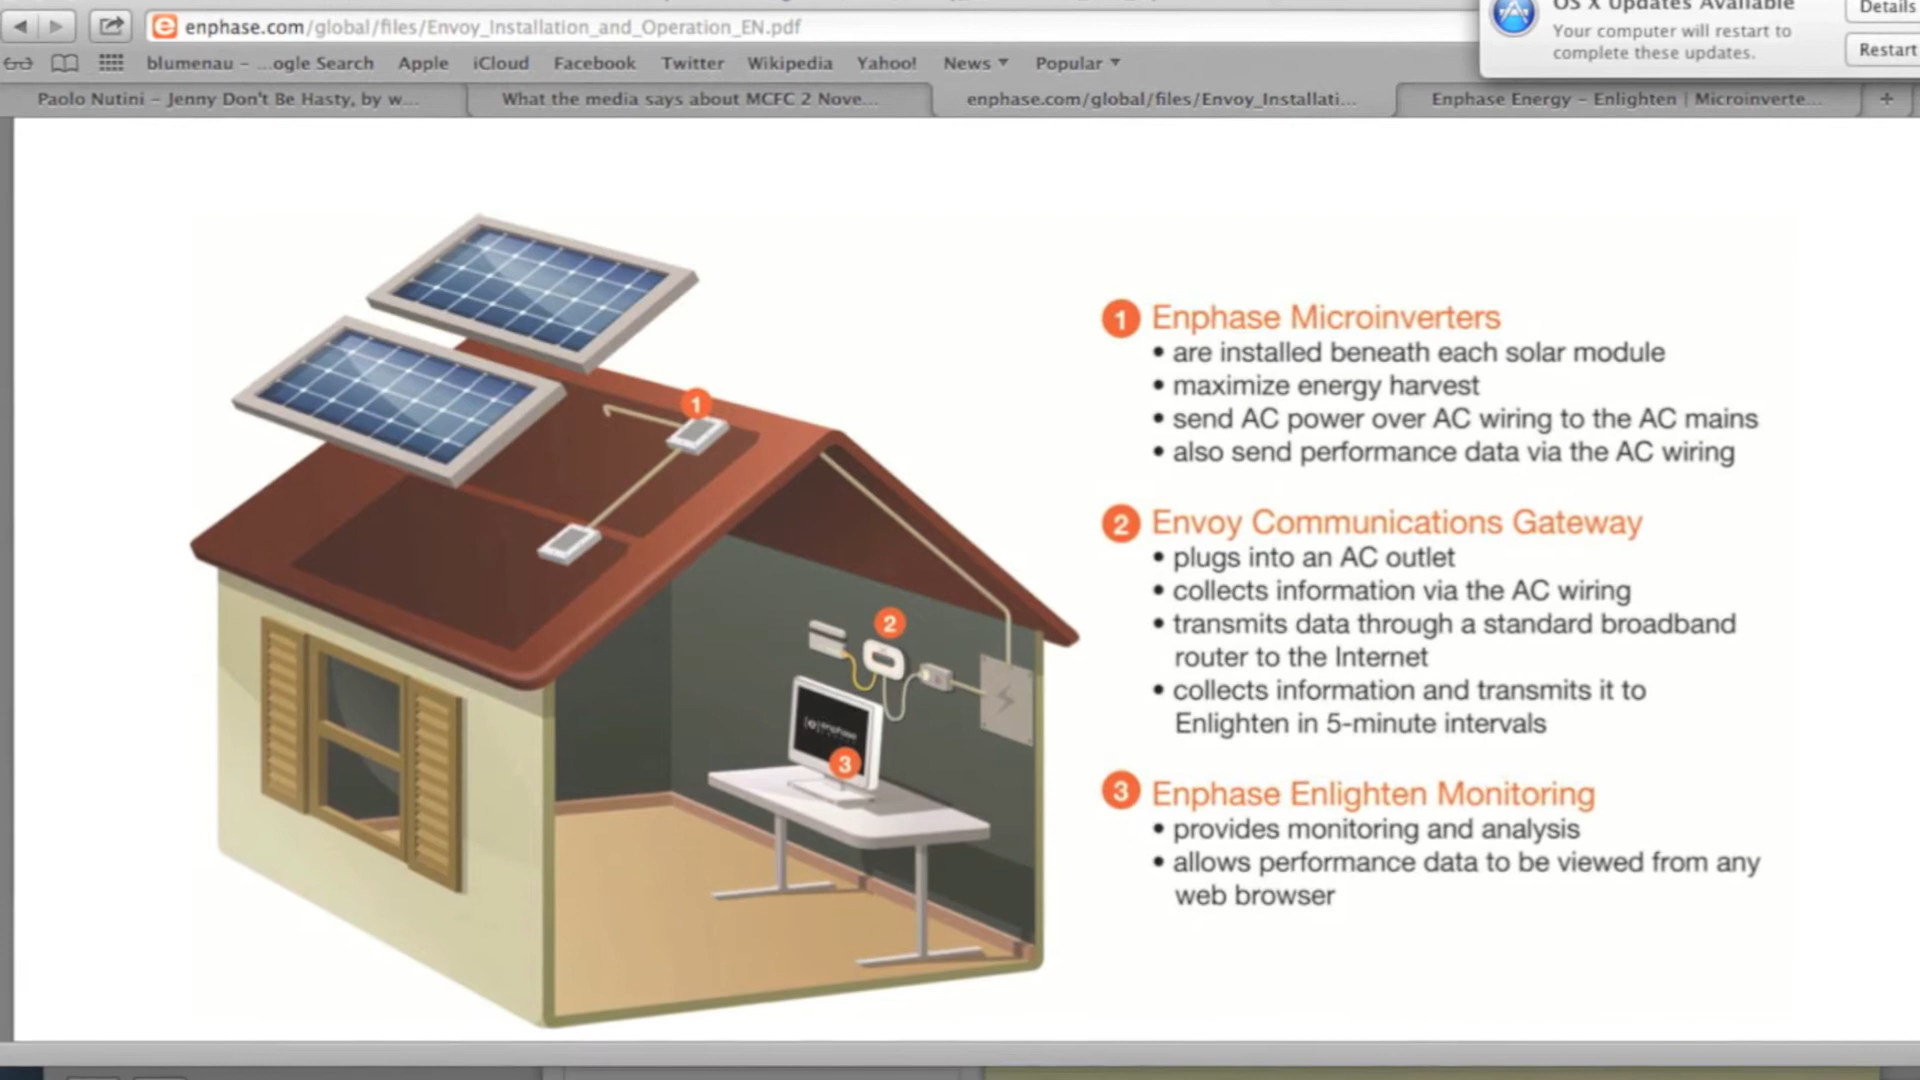 OS X Updates Available
Details
Your computer will restart to
complete these updates.
Restart
enphase.com/global/files/Envoy_Installation_and_Operation_EN.pdf
blumenau – ...ogle Search Apple iCloud Facebook Twitter Wikipedia Yahoo! News Popular
Paolo Nutini – Jenny Don't Be Hasty, by w...
What the media says about MCFC 2 Nove...
enphase.com/global/files/Envoy_Installati...
Enphase Energy – Enlighten | Microinverte...
1
2
enphase
3
1 Enphase Microinverters
• are installed beneath each solar module
• maximize energy harvest
• send AC power over AC wiring to the AC mains
• also send performance data via the AC wiring
2 Envoy Communications Gateway
• plugs into an AC outlet
• collects information via the AC wiring
• transmits data through a standard broadband
router to the Internet
• collects information and transmits it to
Enlighten in 5-minute intervals
3 Enphase Enlighten Monitoring
• provides monitoring and analysis
• allows performance data to be viewed from any
web browser